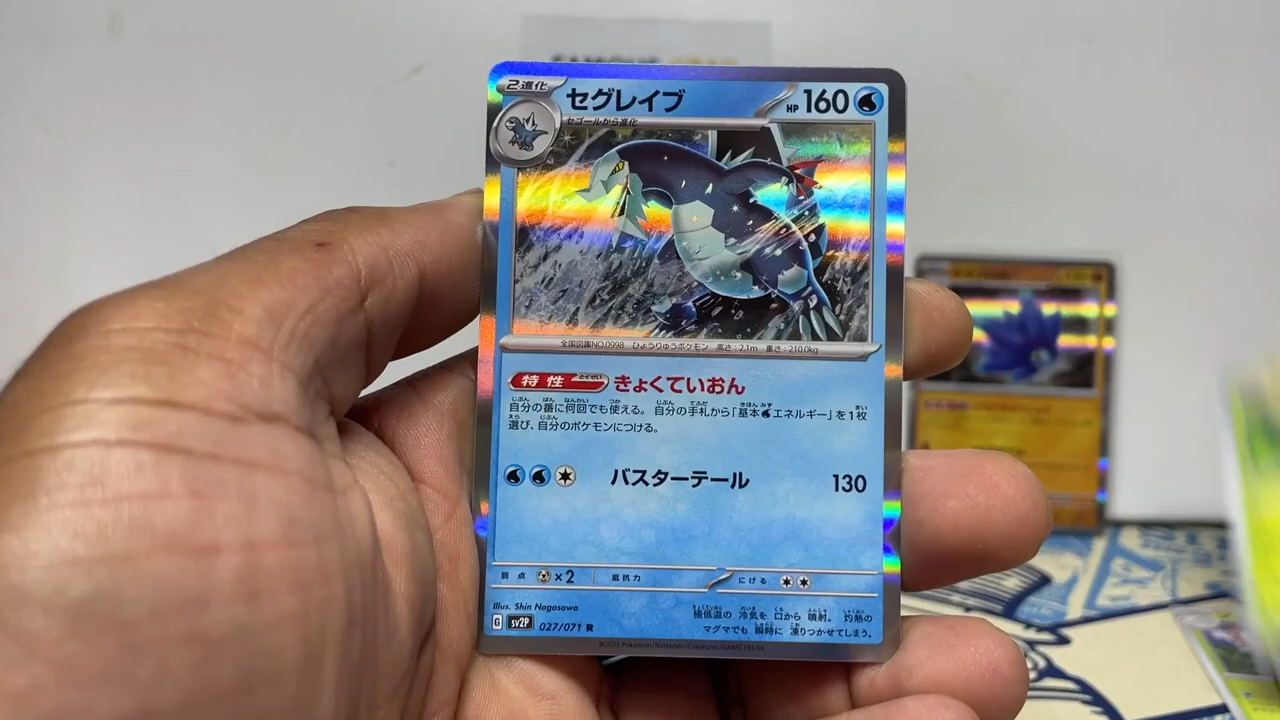 2進化
セグレイブ
HP 160
セゴールから進化
全国図鑑NO.0998 ひょうりゅうポケモン 高さ:2.1m 重さ:210.0kg
特性 きょくていおん
自分の番に何回でも使える。自分の手札から「基本エネルギー」を1枚
選び、自分のポケモンにつける。
バスターテール 130
弱点 ×2 抵抗力 にげる
Illus. Shin Nagasawa
極低温の 冷気を 口から 噴射。灼熱の
マグマでも 瞬時に 凍りつかせてしまう。
G sv2P 027/071 R
©2023 Pokémon/Nintendo/Creatures/GAME FREAK.